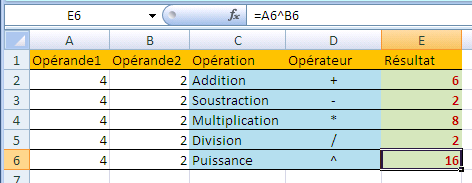 E6 fx =A6^B6
A B C D E
1 Opérande1 Opérande2 Opération Opérateur Résultat
2 4 2 Addition + 6
3 4 2 Soustraction - 2
4 4 2 Multiplication * 8
5 4 2 Division / 2
6 4 2 Puissance ^ 16
7